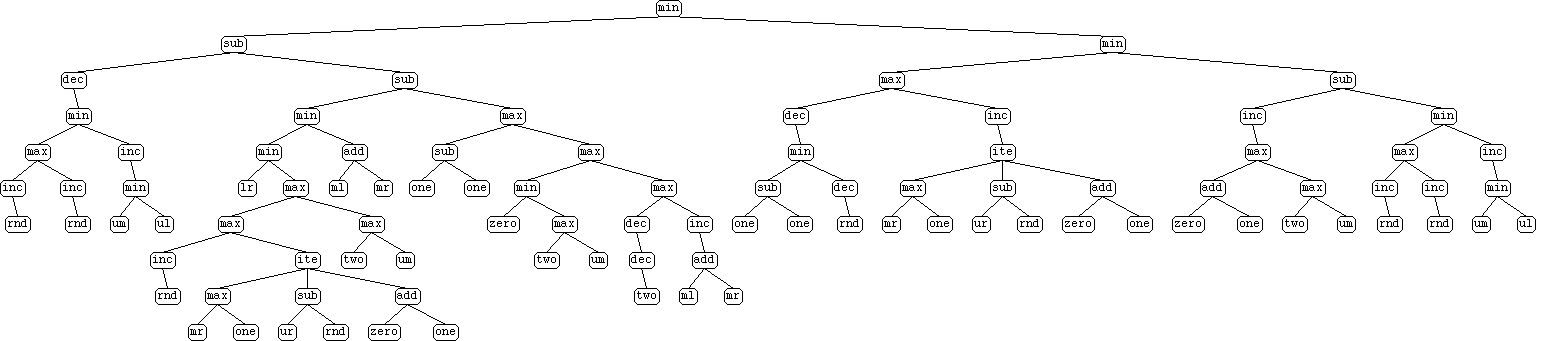 min
sub min
dec sub max sub
min min max dec inc inc min
max inc min add sub max min ite max max inc
inc inc min lr max ml mr one one min max sub dec max sub add add max inc inc min
rnd rnd um ul max max zero max dec inc one one rnd mr one ur rnd zero one zero one two um rnd rnd um ul
inc ite two um two um dec add
rnd max sub add two ml mr
mr one ur rnd zero one